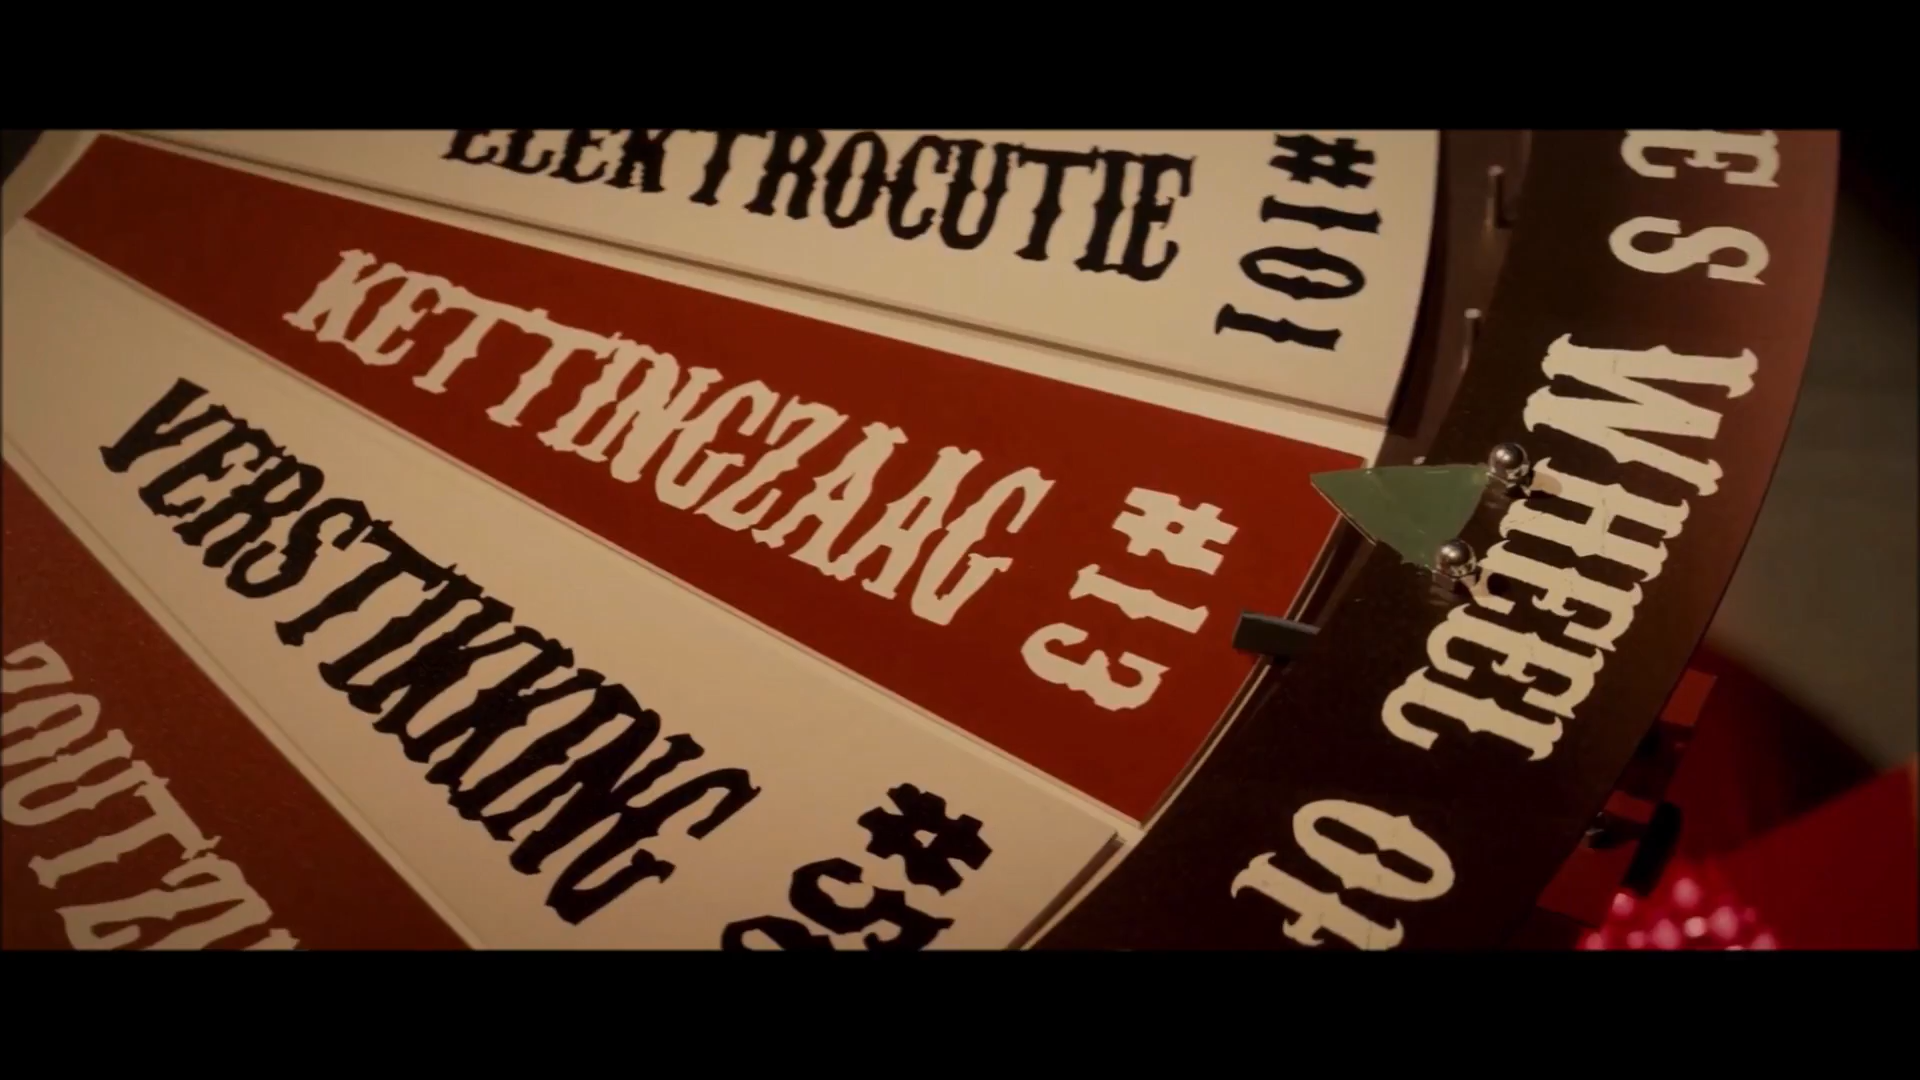 ELEKTROCUTIE #101
KETTINGZAAG #13
VERSTIKKING
WHEEL OF